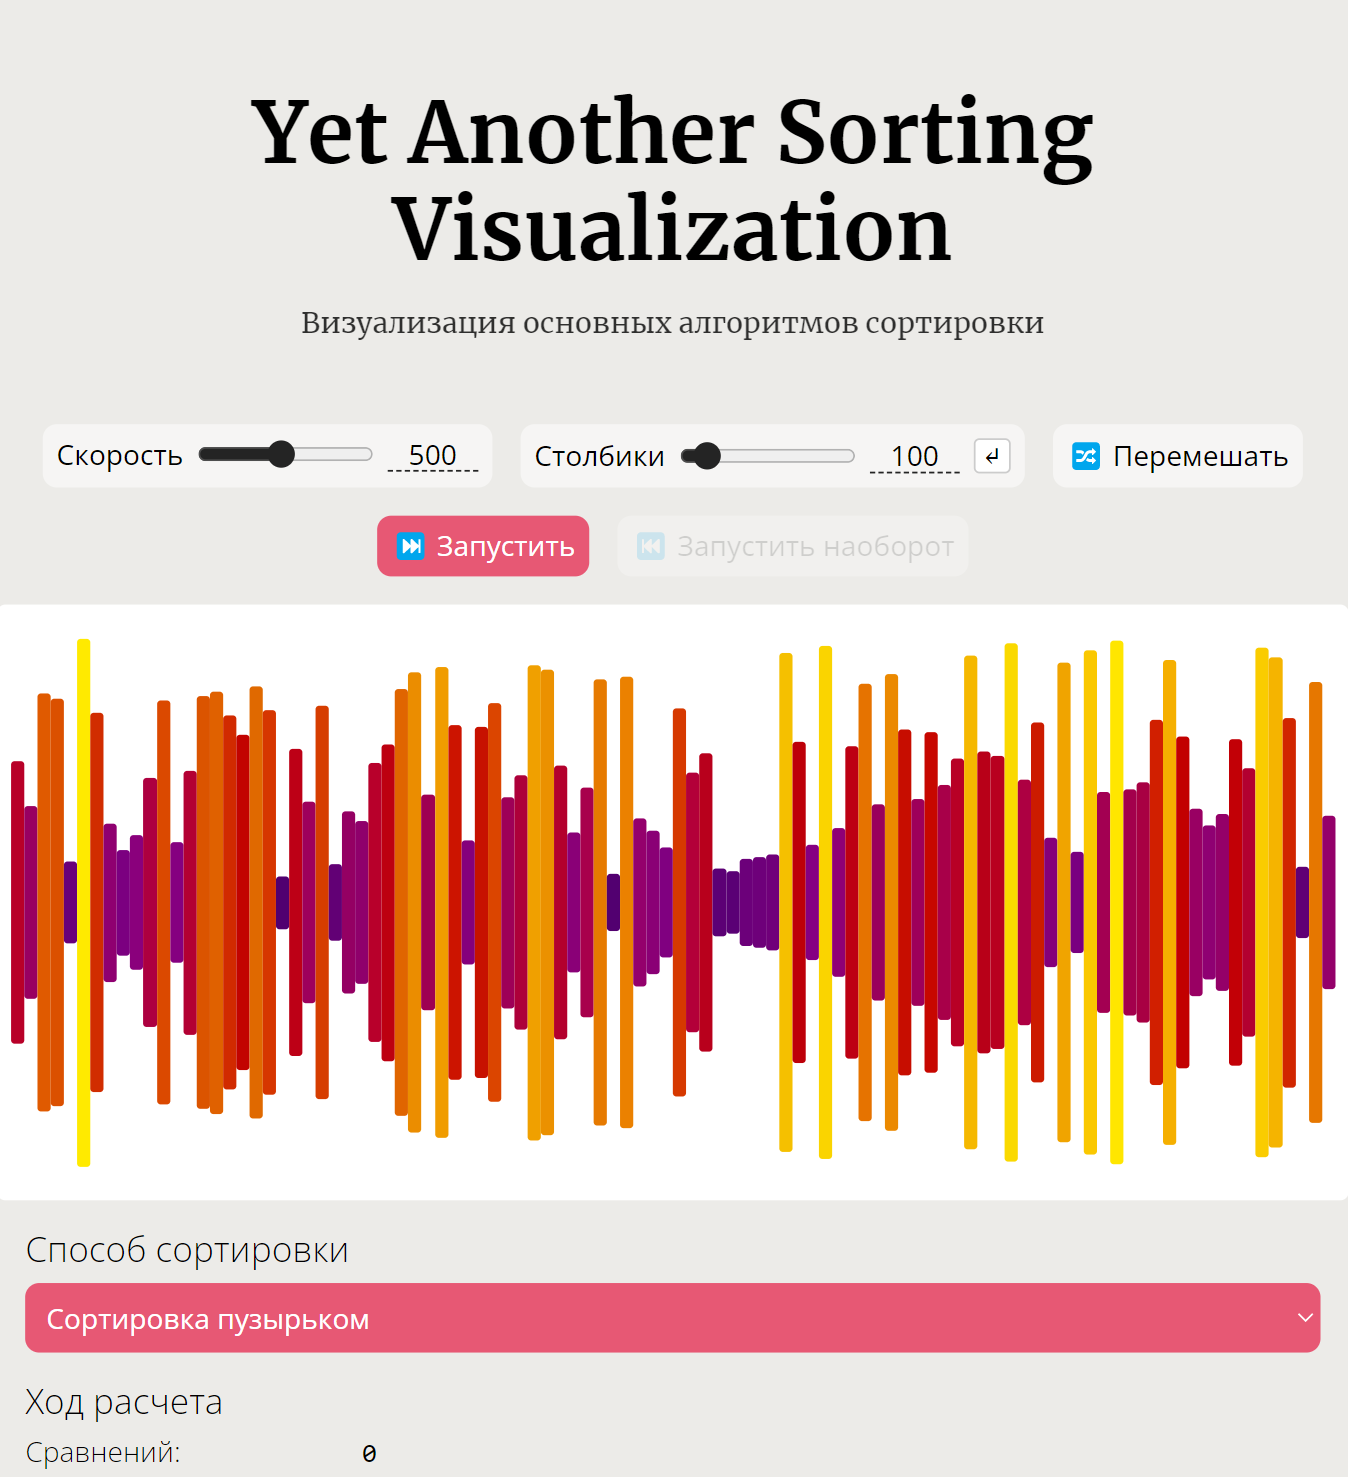 Yet Another Sorting
Visualization
Визуализация основных алгоритмов сортировки
Скорость 500 Столбики 100 Перемешать
Запустить Запустить наоборот
Способ сортировки
Сортировка пузырьком
Ход расчета
Сравнений: 0